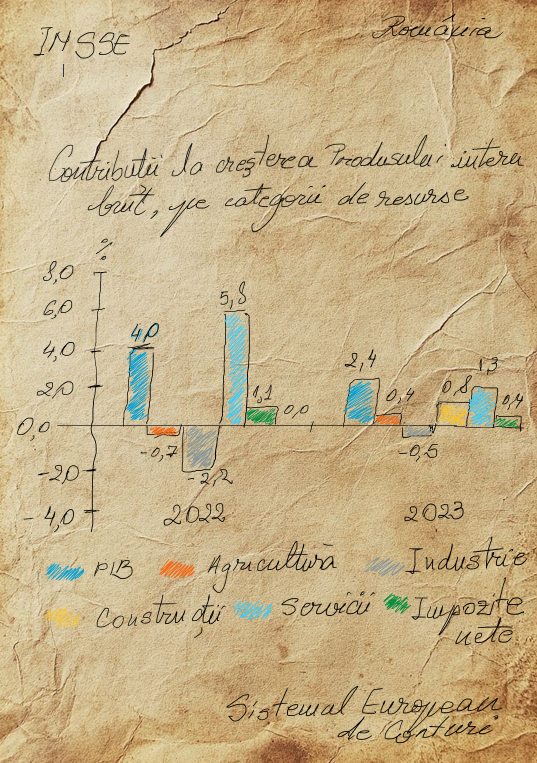 INSSE
România
Contributii la creșterea Produsului intern
brut, pe categorii de resurse
%
8,0
6,0
4,0
2,0
0,0
-2,0
-4,0
4,0
-0,7
-2,2
5,8
1,1
0,0
2,4
0,4
-0,5
0,8
1,3
0,4
2022
2023
PIB
Agricultură
Industrie
Construcții
Servicii
Impozite
nete
Sistemul European
de Conturi